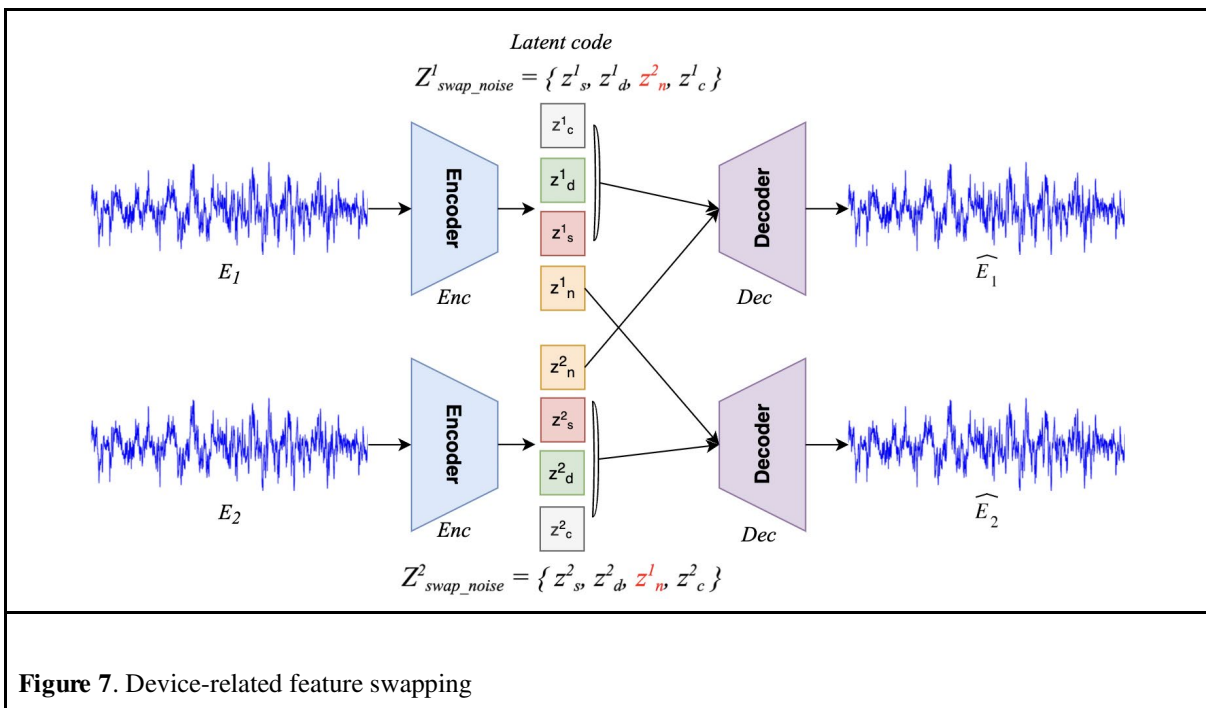 Latent code
Z¹swap_noise = { z¹s, z¹d, z²n, z¹c }
z¹c
z¹d
z¹s
z¹n
Encoder
Enc
E₁
Decoder
Dec
Ê₁
z²n
z²s
z²d
z²c
Encoder
Enc
E₂
Decoder
Dec
Ê₂
Z²swap_noise = { z²s, z²d, z¹n, z²c }
Figure 7. Device-related feature swapping